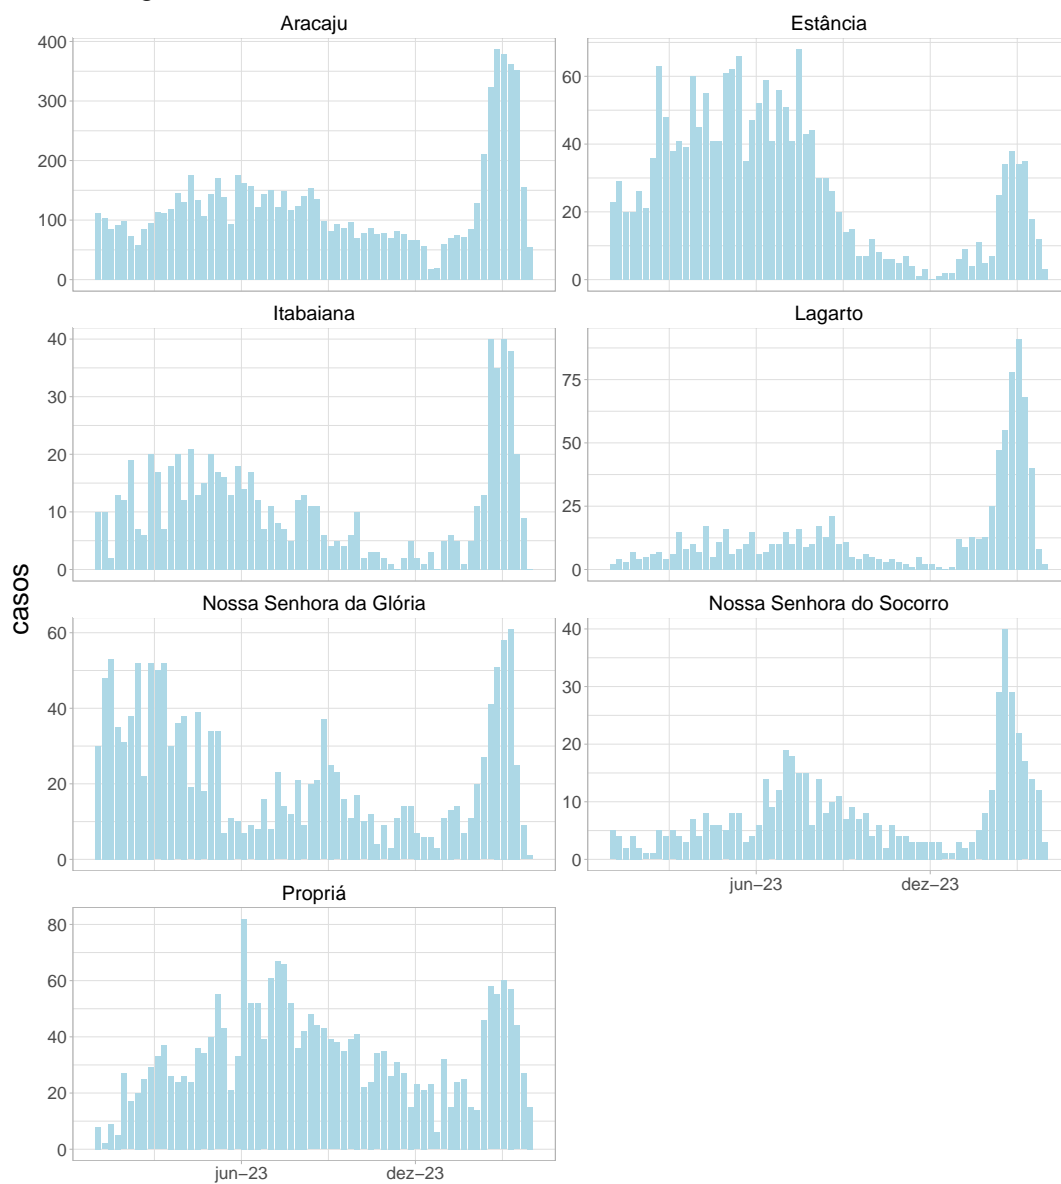 Aracaju
Estância
400
300
200
100
0
60
40
20
0
Itabaiana
Lagarto
40
30
20
10
0
75
50
25
0
casos
Nossa Senhora da Glória
Nossa Senhora do Socorro
60
40
20
0
40
30
20
10
0
jun−23
dez−23
Propriá
80
60
40
20
0
jun−23
dez−23